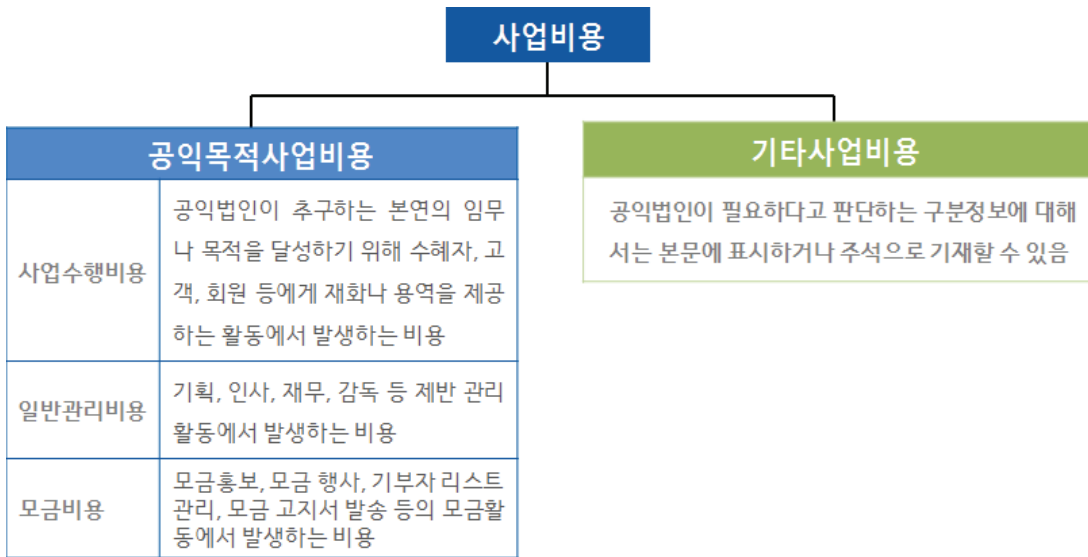 사업비용
공익목적사업비용
사업수행비용
공익법인이 추구하는 본연의 임무
나 목적을 달성하기 위해 수혜자, 고
객, 회원 등에게 재화나 용역을 제공
하는 활동에서 발생하는 비용
일반관리비용
기획, 인사, 재무, 감독 등 제반 관리
활동에서 발생하는 비용
모금비용
모금홍보, 모금 행사, 기부자 리스트
관리, 모금 고지서 발송 등의 모금활
동에서 발생하는 비용
기타사업비용
공익법인이 필요하다고 판단하는 구분정보에 대해
서는 본문에 표시하거나 주석으로 기재할 수 있음